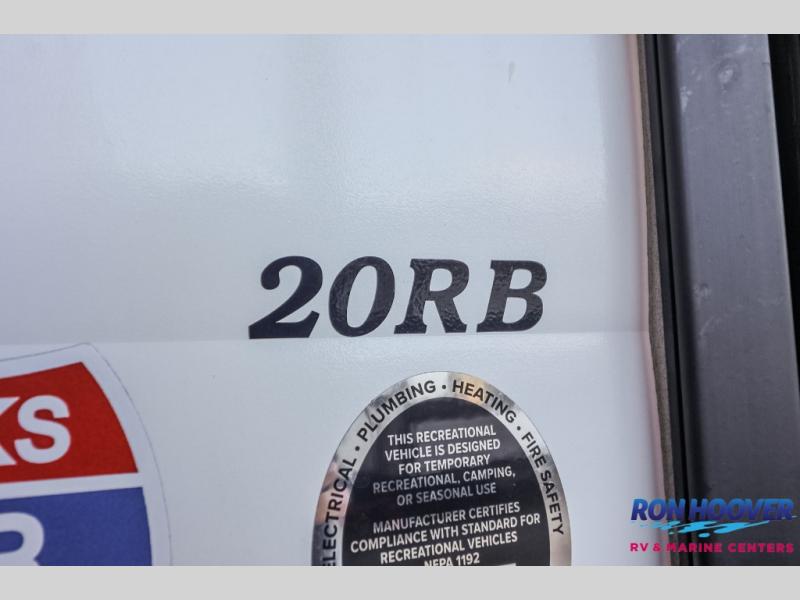 20RB
KS
ELECTRICAL • PLUMBING • HEATING • FIRE SAFETY
THIS RECREATIONAL
VEHICLE IS DESIGNED
FOR TEMPORARY
RECREATIONAL, CAMPING,
OR SEASONAL USE
MANUFACTURER CERTIFIES
COMPLIANCE WITH STANDARD FOR
RECREATIONAL VEHICLES
NFPA 1192
RON HOOVER
RV & MARINE CENTERS